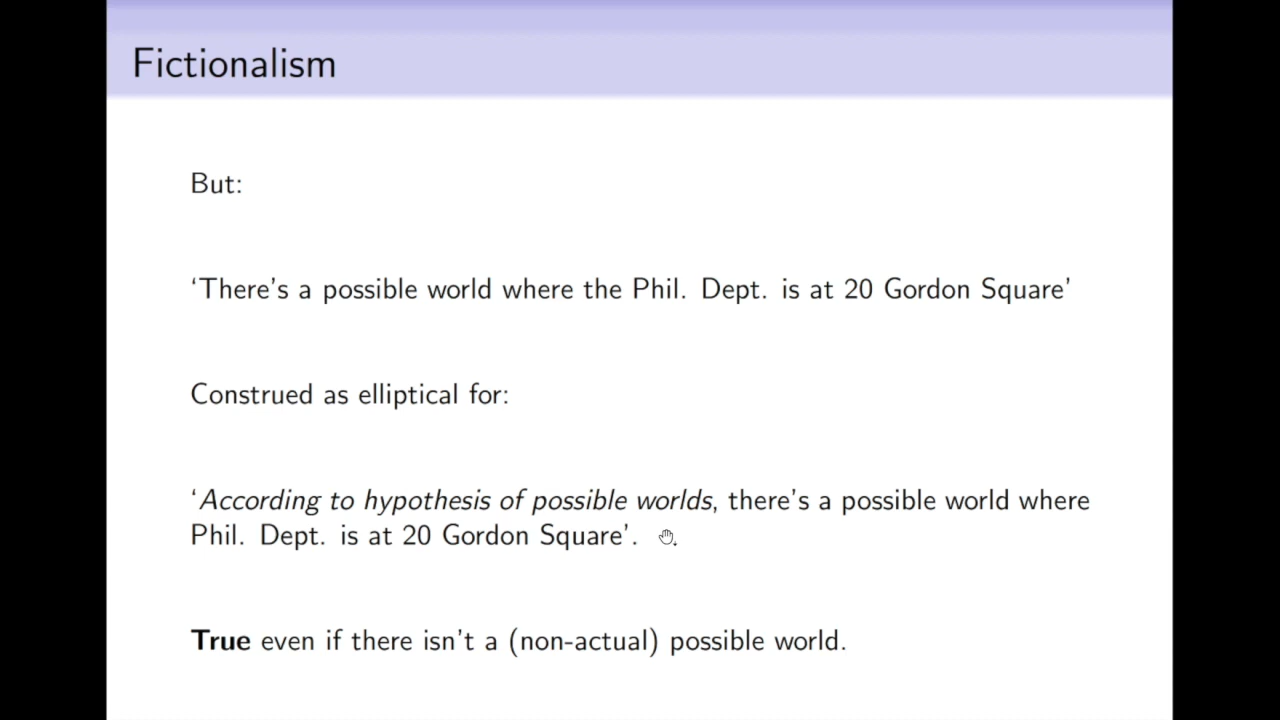 Fictionalism
But:
‘There’s a possible world where the Phil. Dept. is at 20 Gordon Square’
Construed as elliptical for:
‘According to hypothesis of possible worlds, there’s a possible world where
Phil. Dept. is at 20 Gordon Square’.
True even if there isn’t a (non-actual) possible world.